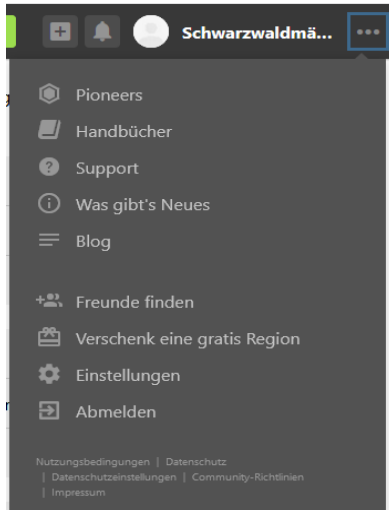 Schwarzwaldmä...
Pioneers
Handbücher
Support
Was gibt's Neues
Blog
Freunde finden
Verschenk eine gratis Region
Einstellungen
Abmelden
Nutzungsbedingungen | Datenschutz
| Datenschutzeinstellungen | Community-Richtlinien
| Impressum